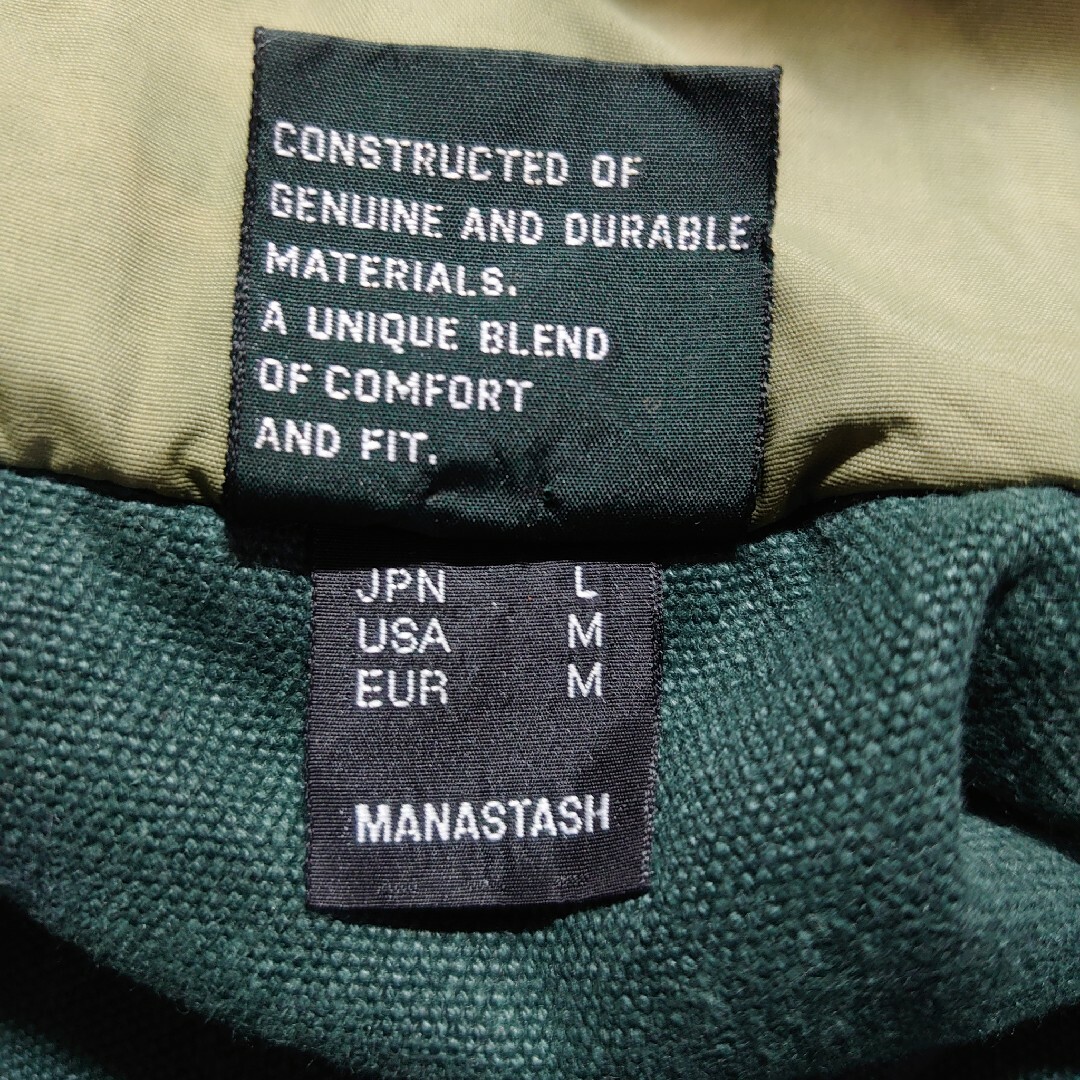 CONSTRUCTED OF
GENUINE AND DURABLE
MATERIALS.
A UNIQUE BLEND
OF COMFORT
AND FIT.
JPN L
USA M
EUR M
MANASTASH